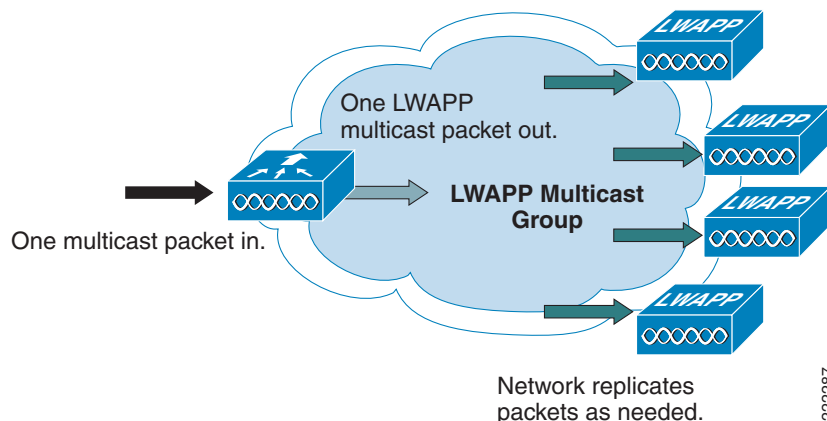 LWAPP
One LWAPP
multicast packet out.
LWAPP
LWAPP Multicast
Group
One multicast packet in.
LWAPP
LWAPP
Network replicates
packets as needed.